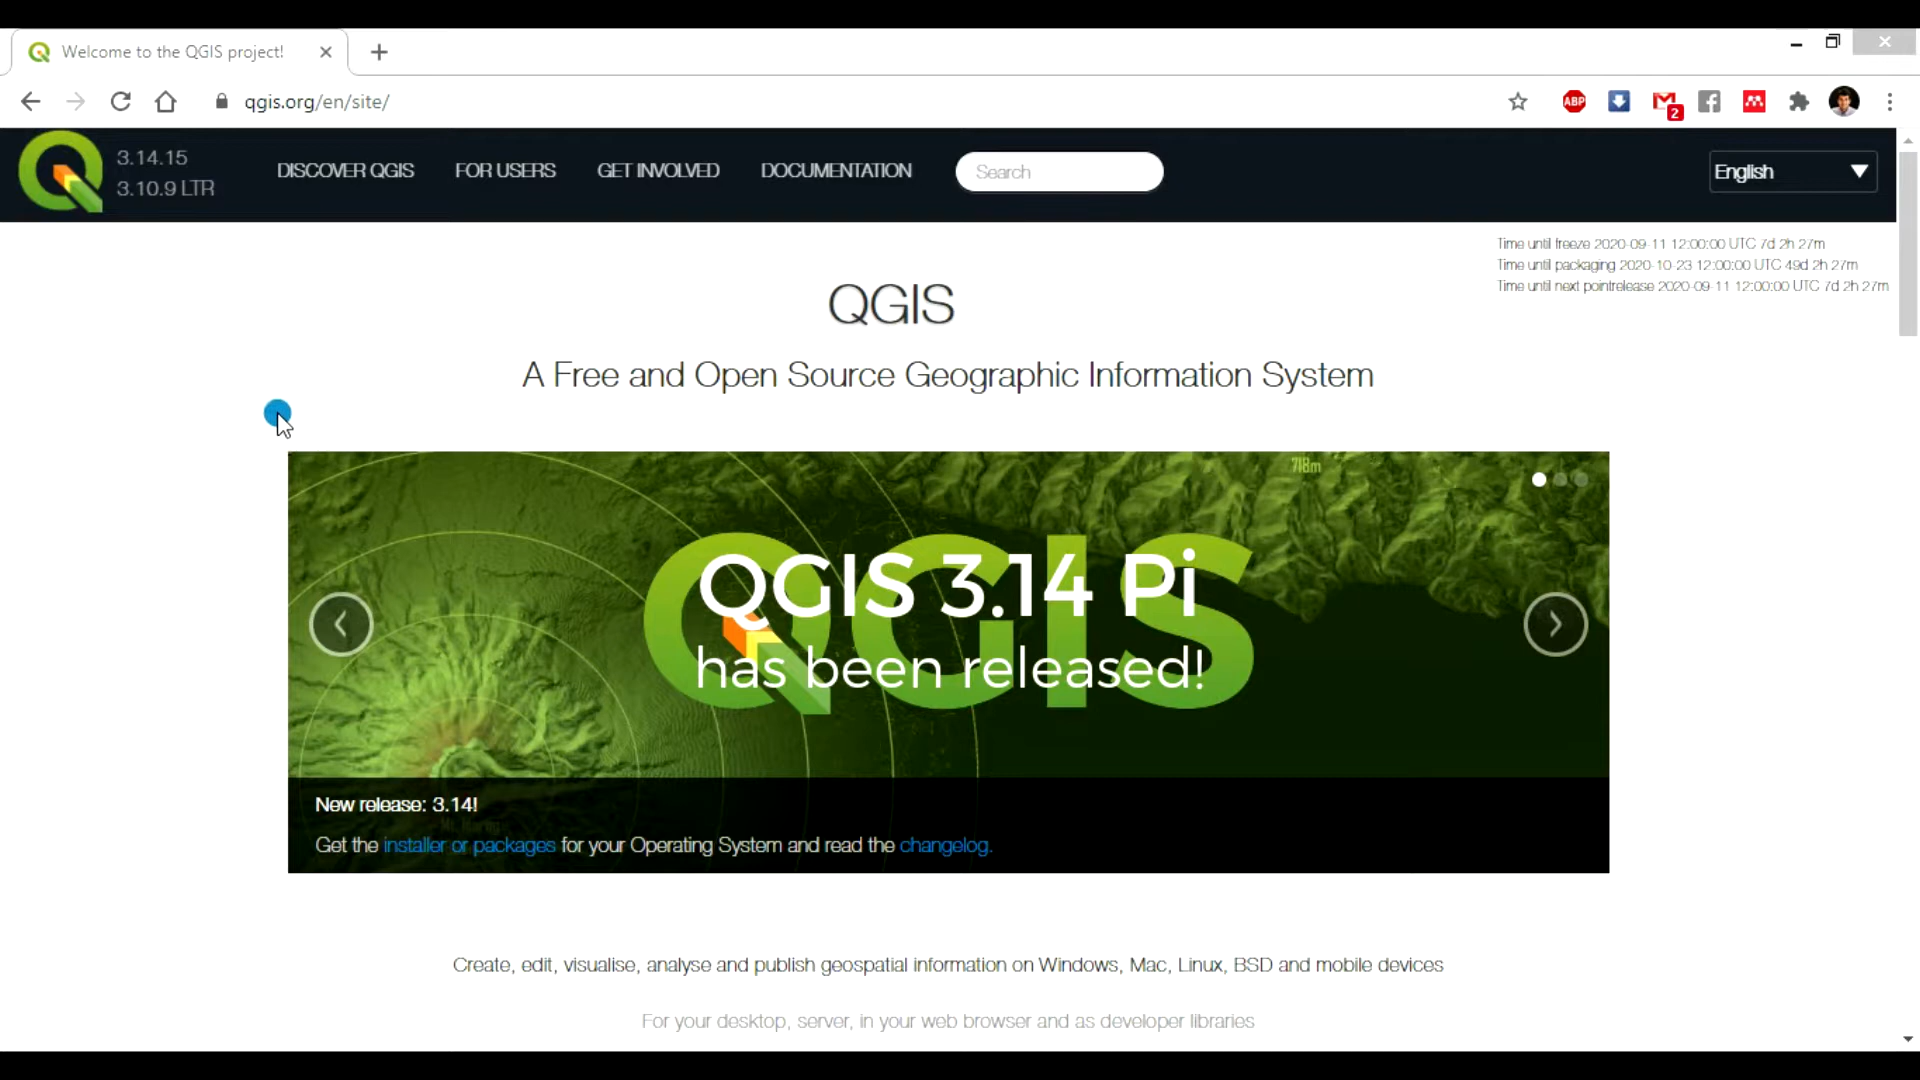 Welcome to the QGIS project!
qgis.org/en/site/
ABP
2
3.14.15
3.10.9 LTR
DISCOVER QGIS
FOR USERS
GET INVOLVED
DOCUMENTATION
Search
English
Time until freeze 2020-09-11 12:00:00 UTC 7d 2h 27m
Time until packaging 2020-10-23 12:00:00 UTC 49d 2h 27m
Time until next pointrelease 2020-09-11 12:00:00 UTC 7d 2h 27m
QGIS
A Free and Open Source Geographic Information System
718m
QGIS
QGIS 3.14 Pi
has been released!
New release: 3.14!
Get the installer or packages for your Operating System and read the changelog.
Create, edit, visualise, analyse and publish geospatial information on Windows, Mac, Linux, BSD and mobile devices
For your desktop, server, in your web browser and as developer libraries